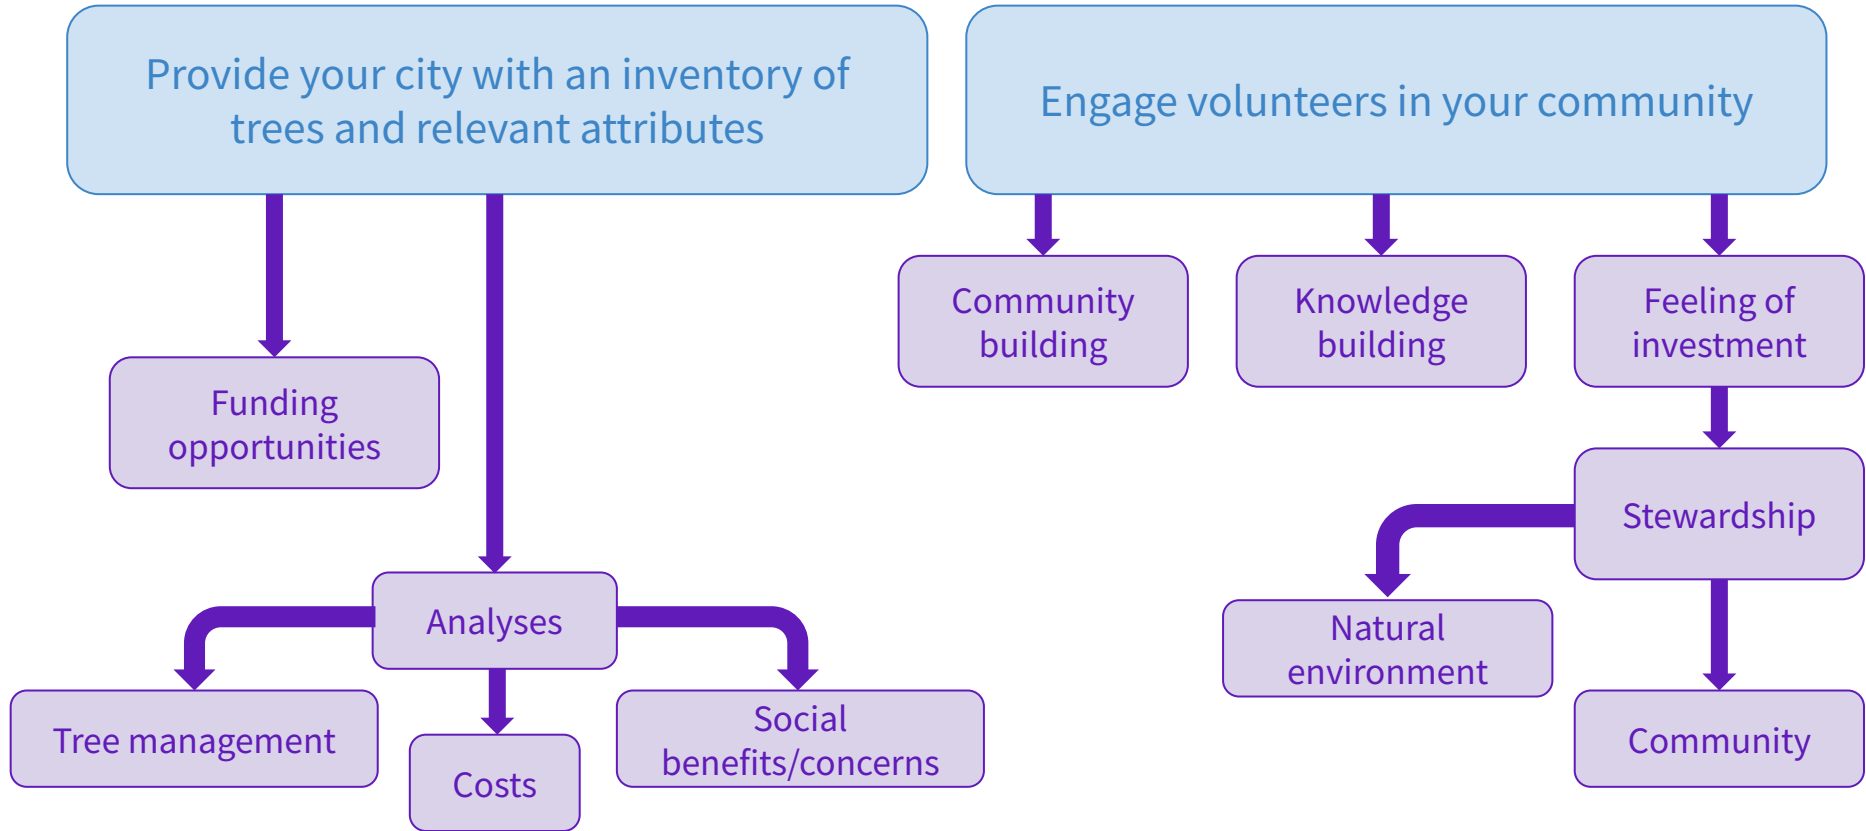 Provide your city with an inventory of
trees and relevant attributes
Engage volunteers in your community
Community
building
Knowledge
building
Feeling of
investment
Funding
opportunities
Stewardship
Analyses
Natural
environment
Tree management
Costs
Social
benefits/concerns
Community